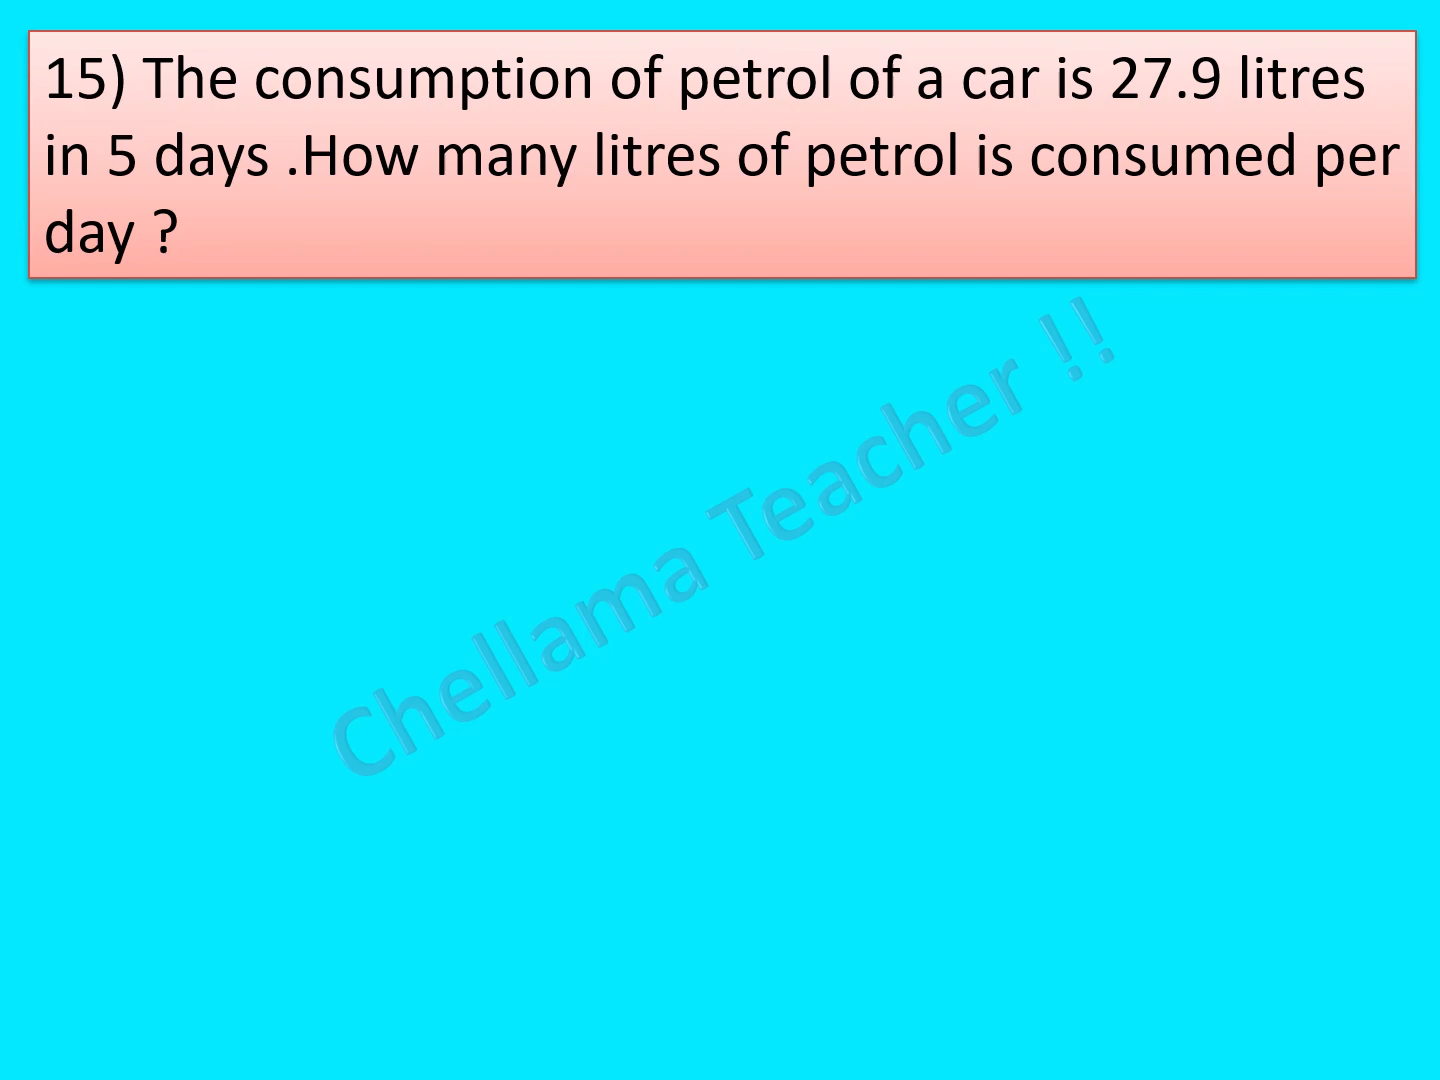 15) The consumption of petrol of a car is 27.9 litres
in 5 days .How many litres of petrol is consumed per
day ?
Chellama Teacher !!